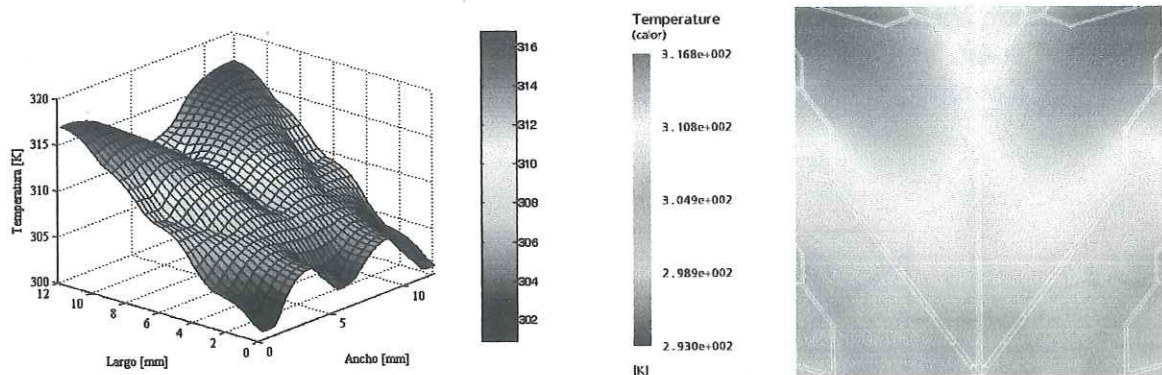 320
315
310
305
300
Temperatura [K]
12
10
8
6
4
2
0
Largo [mm]
0
5
10
Ancho [mm]
316
314
312
310
308
306
304
302
Temperature
(calor)
3.168e+002
3.108e+002
3.049e+002
2.989e+002
2.930e+002
[K]